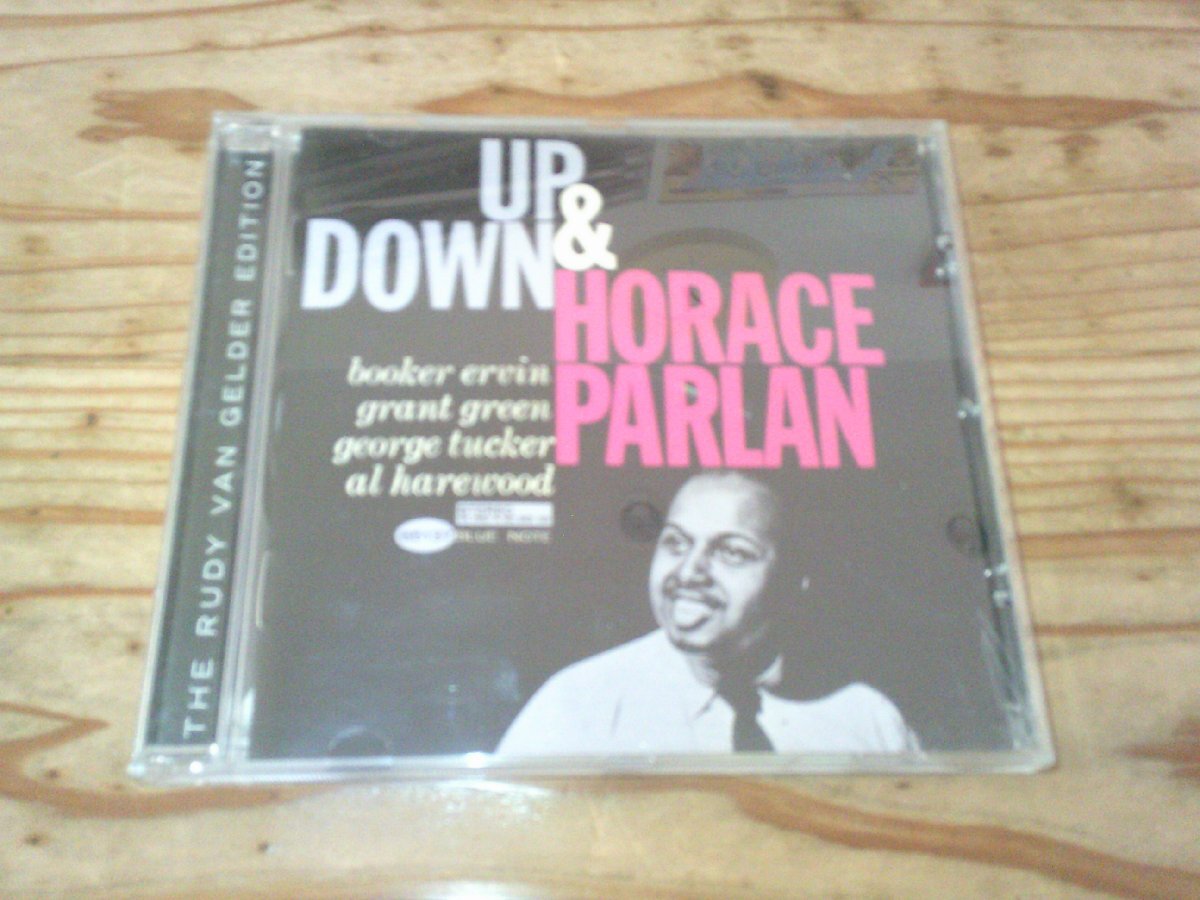 THE RUDY VAN GELDER EDITION
UP
& 
DOWN
HORACE
PARLAN
booker ervin
grant green
george tucker
al harewood
BLUE NOTE